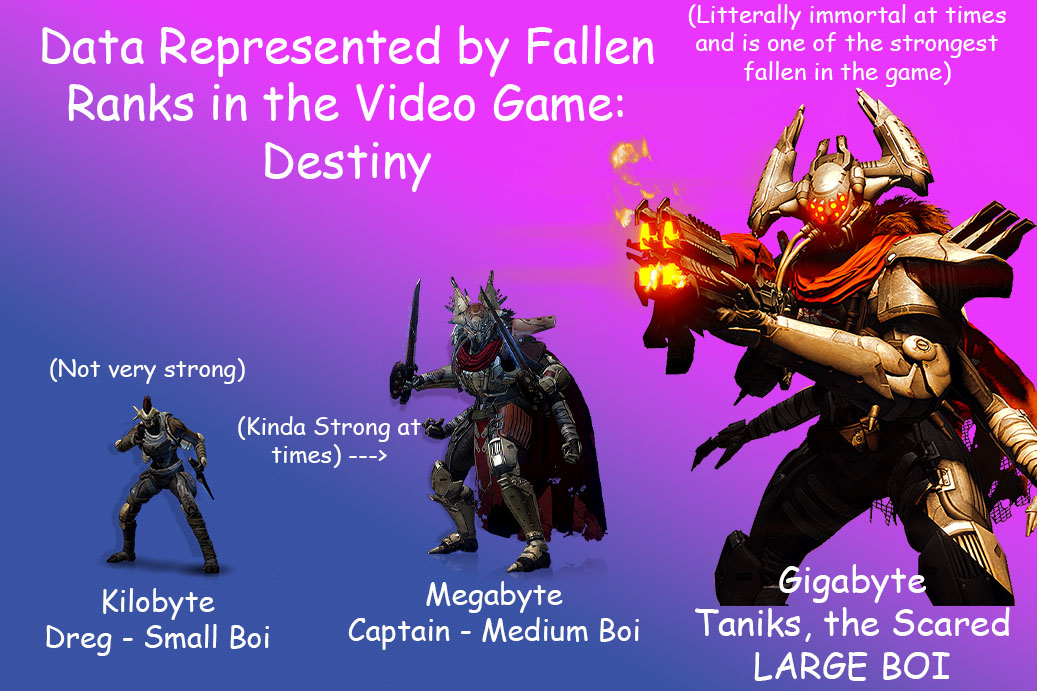 Data Represented by Fallen
Ranks in the Video Game:
Destiny
(Litterally immortal at times
and is one of the strongest
fallen in the game)
(Not very strong)
(Kinda Strong at
times) --->
Kilobyte
Dreg - Small Boi
Megabyte
Captain - Medium Boi
Gigabyte
Taniks, the Scared
LARGE BOI